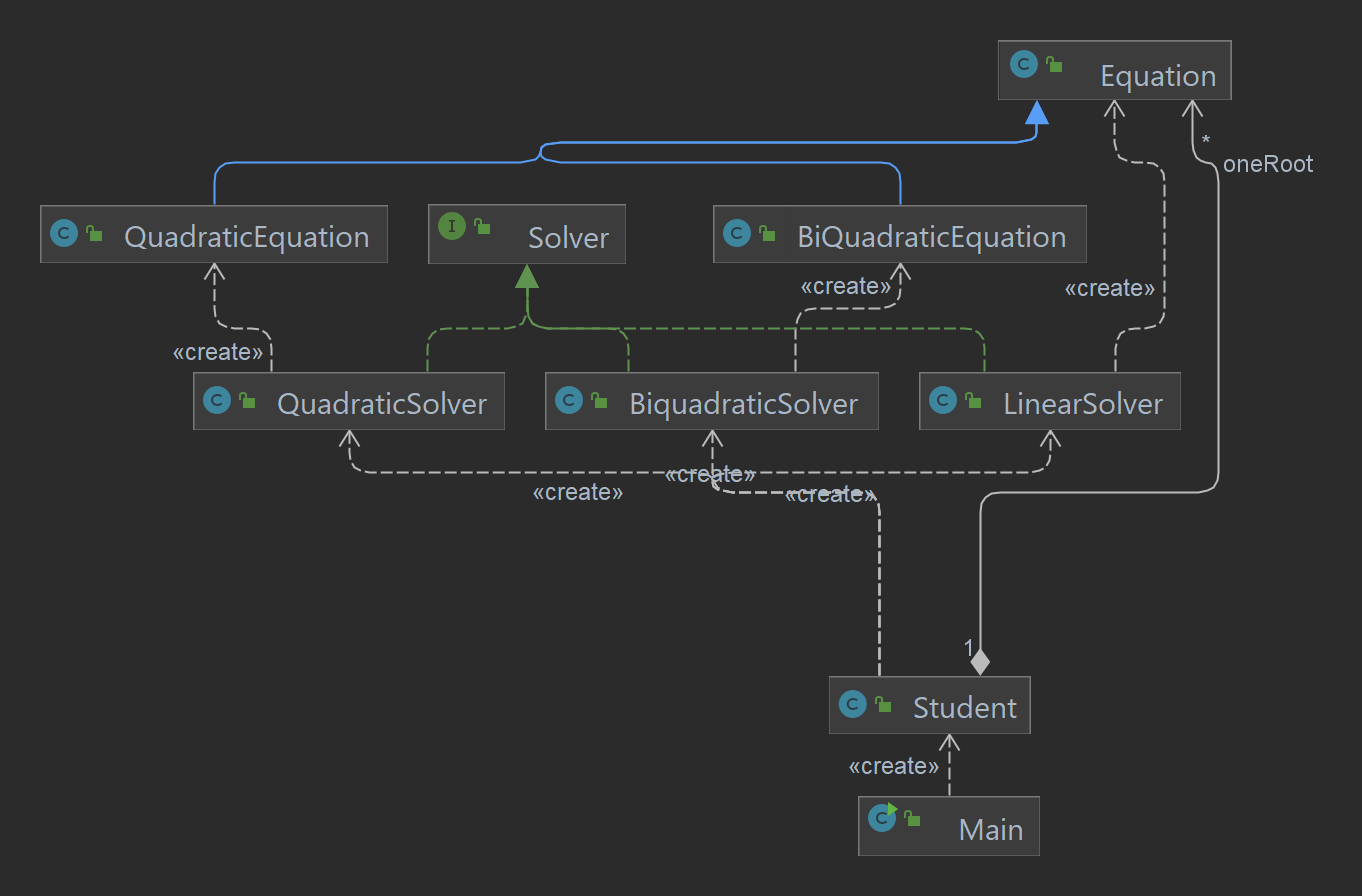 C Equation
*
oneRoot
C QuadraticEquation
I Solver
C BiQuadraticEquation
«create»
«create»
«create»
C QuadraticSolver
C BiquadraticSolver
C LinearSolver
«create»
«create»
«create»
1
C Student
«create»
C Main